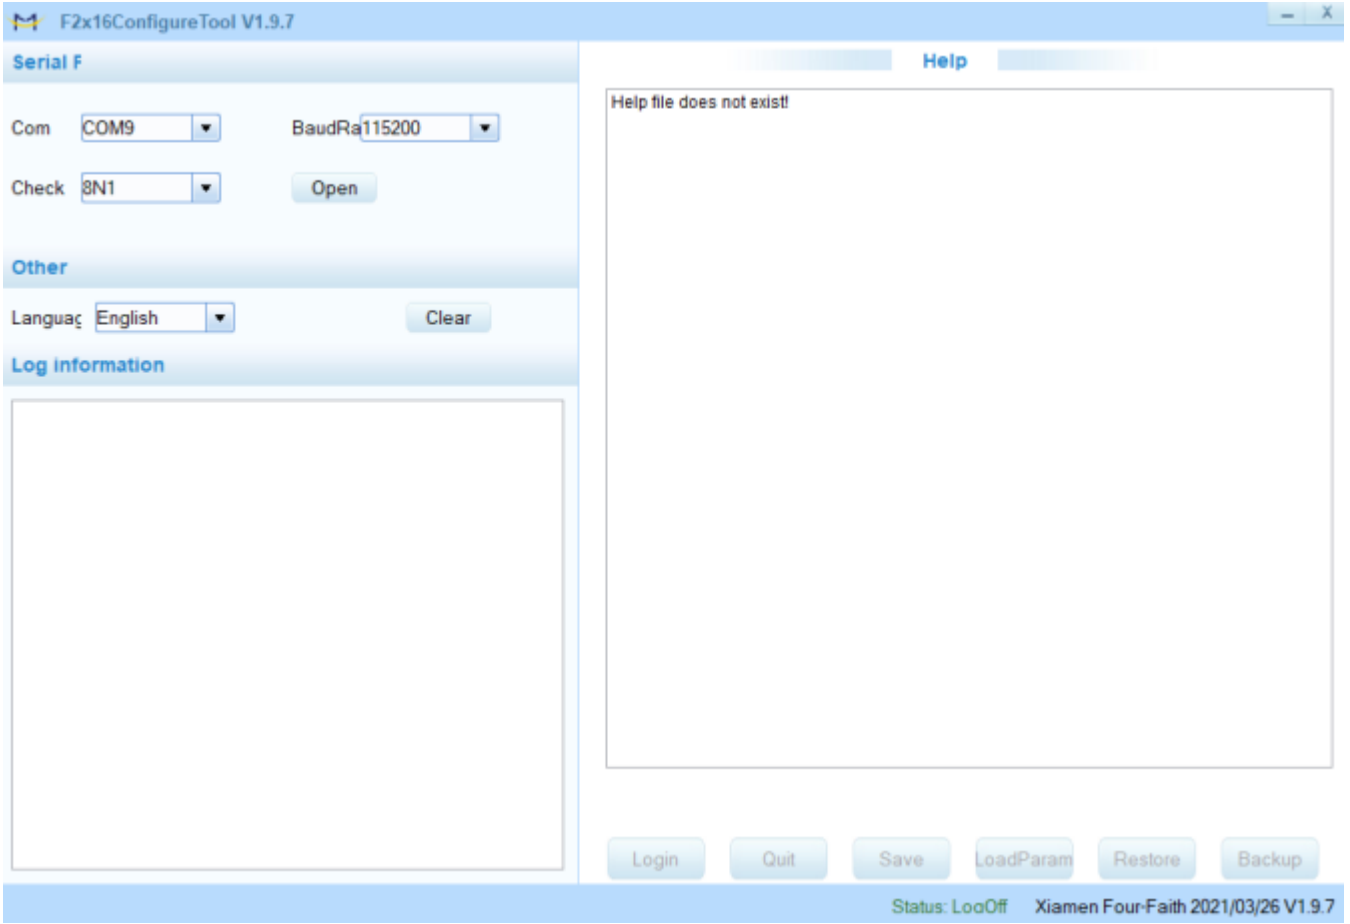 F2x16ConfigureTool V1.9.7
X
Serial F
Com COM9 BaudRa 115200
Check 8N1 Open
Other
Languag English Clear
Log information
Help
Help file does not exist!
Login Quit Save LoadParam Restore Backup
Status: LogOff Xiamen Four-Faith 2021/03/26 V1.9.7